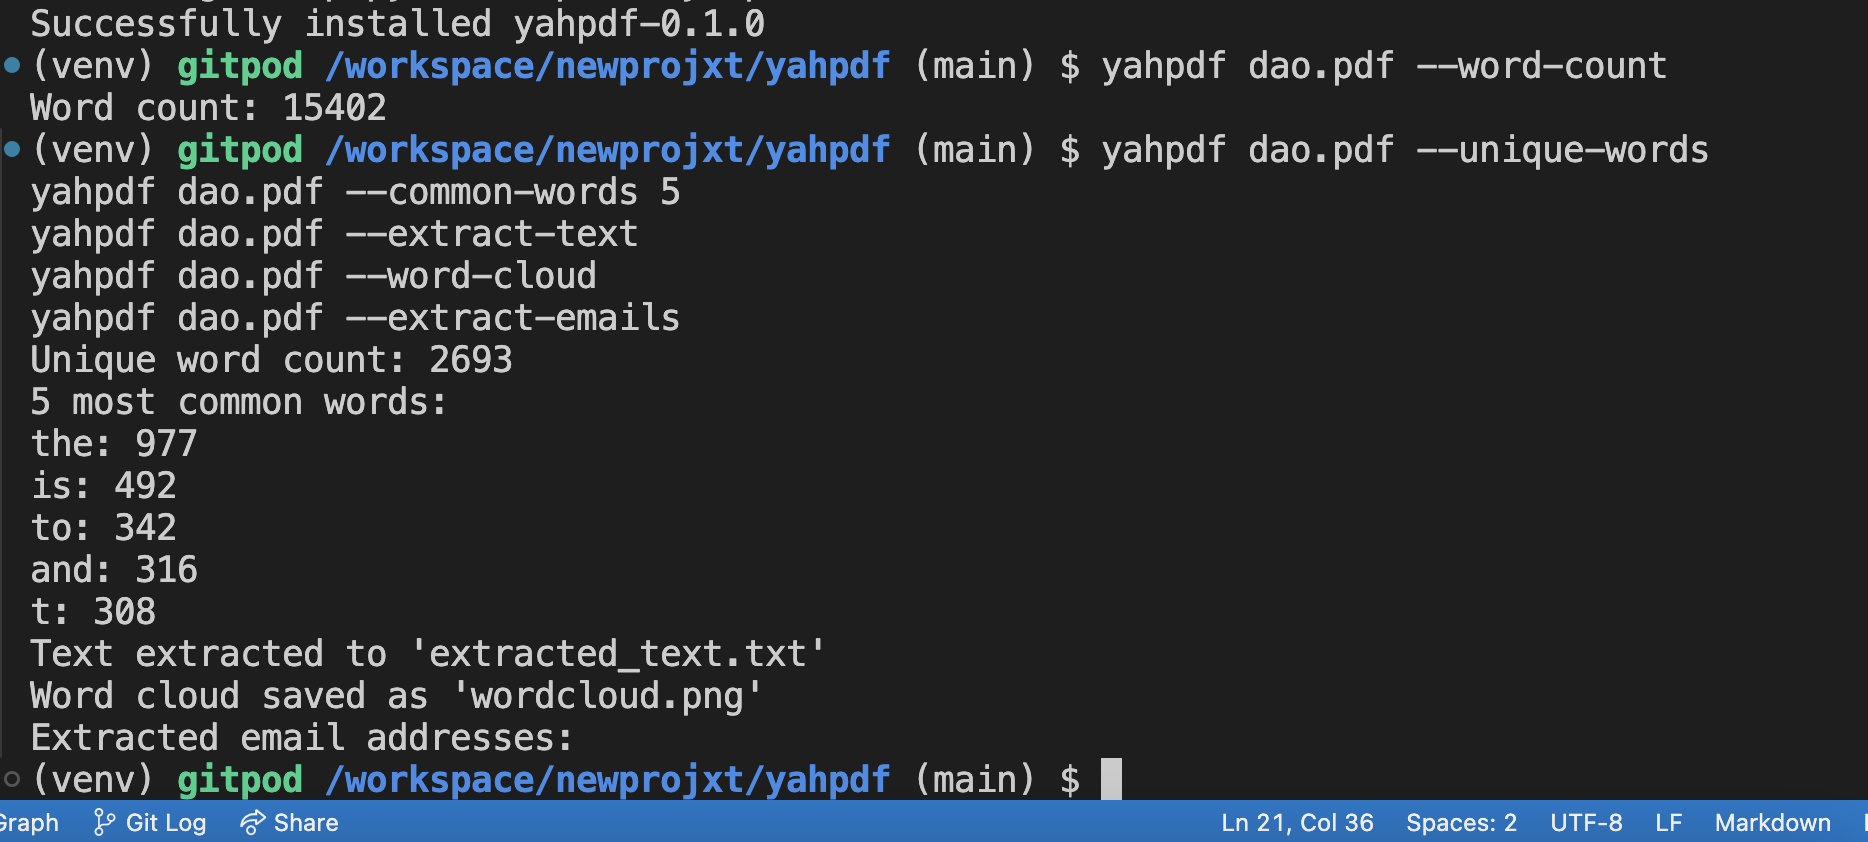 Successfully installed yahpdf-0.1.0
(venv) gitpod /workspace/newprojxt/yahpdf (main) $ yahpdf dao.pdf --word-count
Word count: 15402
(venv) gitpod /workspace/newprojxt/yahpdf (main) $ yahpdf dao.pdf --unique-words
yahpdf dao.pdf --common-words 5
yahpdf dao.pdf --extract-text
yahpdf dao.pdf --word-cloud
yahpdf dao.pdf --extract-emails
Unique word count: 2693
5 most common words:
the: 977
is: 492
to: 342
and: 316
t: 308
Text extracted to 'extracted_text.txt'
Word cloud saved as 'wordcloud.png'
Extracted email addresses:
(venv) gitpod /workspace/newprojxt/yahpdf (main) $
Graph Git Log Share Ln 21, Col 36 Spaces: 2 UTF-8 LF Markdown